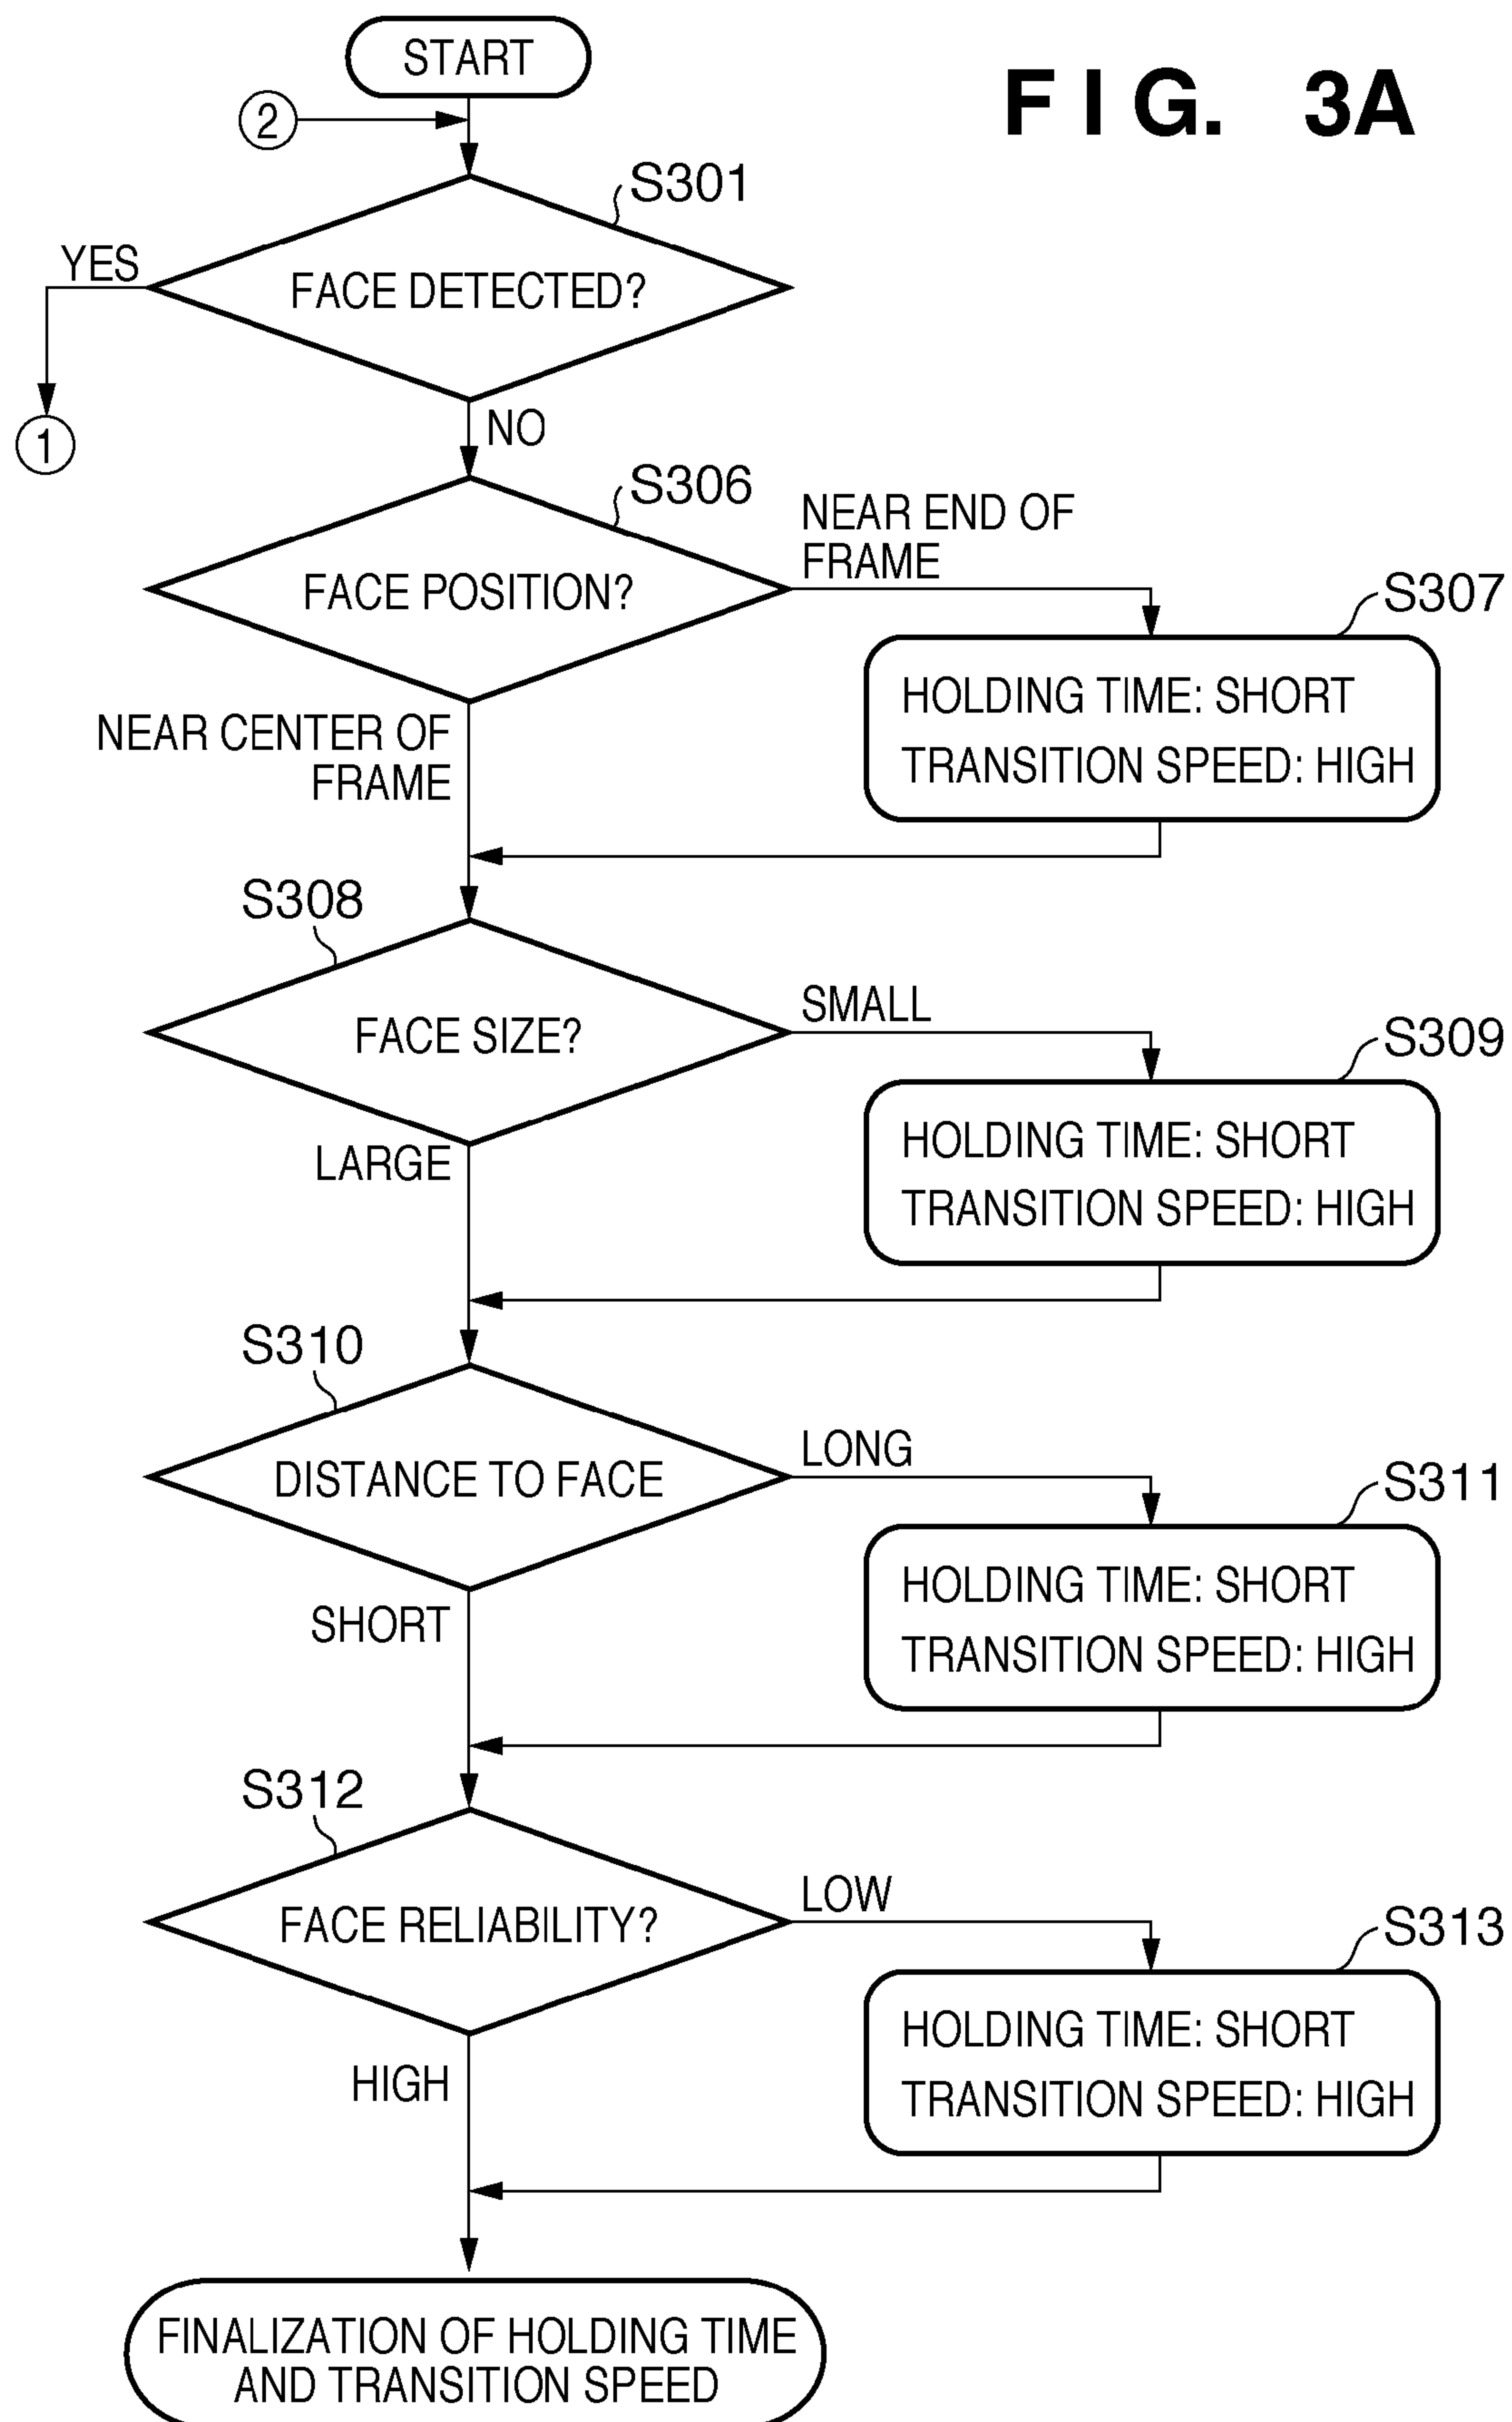 START
FIG. 3A
2
S301
YES
FACE DETECTED?
1
NO
S306
NEAR END OF
FRAME
FACE POSITION?
S307
HOLDING TIME: SHORT
TRANSITION SPEED: HIGH
NEAR CENTER OF
FRAME
S308
SMALL
FACE SIZE?
S309
HOLDING TIME: SHORT
TRANSITION SPEED: HIGH
LARGE
S310
LONG
DISTANCE TO FACE
S311
HOLDING TIME: SHORT
TRANSITION SPEED: HIGH
SHORT
S312
LOW
FACE RELIABILITY?
S313
HOLDING TIME: SHORT
TRANSITION SPEED: HIGH
HIGH
FINALIZATION OF HOLDING TIME
AND TRANSITION SPEED